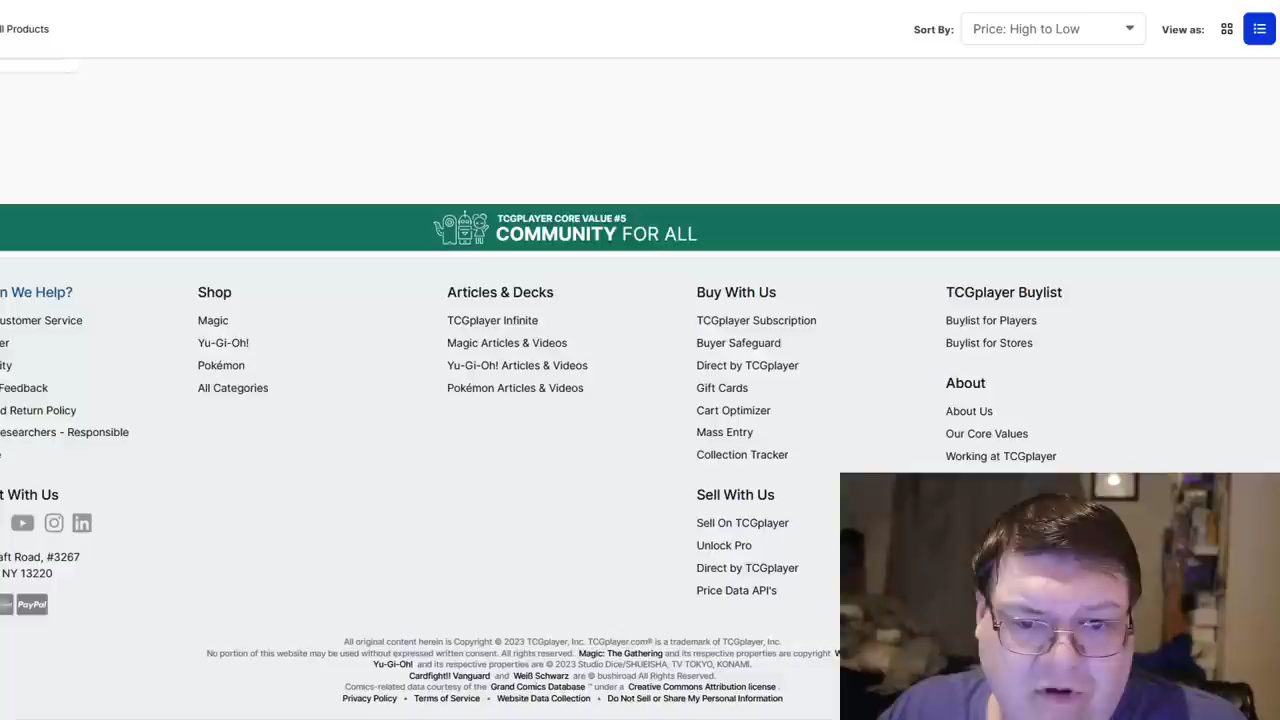 ll Products
Sort By:
Price: High to Low
View as:
TCGPLAYER CORE VALUE #5
COMMUNITY FOR ALL
n We Help?
ustomer Service
er
ity
Feedback
d Return Policy
esearchers - Responsible
e
t With Us
aft Road, #3267
NY 13220
PayPal
Shop
Magic
Yu-Gi-Oh!
Pokémon
All Categories
Articles & Decks
TCGplayer Infinite
Magic Articles & Videos
Yu-Gi-Oh! Articles & Videos
Pokémon Articles & Videos
Buy With Us
TCGplayer Subscription
Buyer Safeguard
Direct by TCGplayer
Gift Cards
Cart Optimizer
Mass Entry
Collection Tracker
Sell With Us
Sell On TCGplayer
Unlock Pro
Direct by TCGplayer
Price Data API's
TCGplayer Buylist
Buylist for Players
Buylist for Stores
About
About Us
Our Core Values
Working at TCGplayer
All original content herein is Copyright © 2023 TCGplayer, Inc. TCGplayer.com® is a trademark of TCGplayer, Inc.
No portion of this website may be used without expressed written consent. All rights reserved. Magic: The Gathering and its respective properties are copyright W
Yu-Gi-Oh! and its respective properties are © 2023 Studio Dice/SHUEISHA, TV TOKYO, KONAMI.
Cardfight!! Vanguard and Weiß Schwarz are © bushiroad All Rights Reserved.
Comics-related data courtesy of the Grand Comics Database ™ under a Creative Commons Attribution license.
Privacy Policy • Terms of Service • Website Data Collection • Do Not Sell or Share My Personal Information